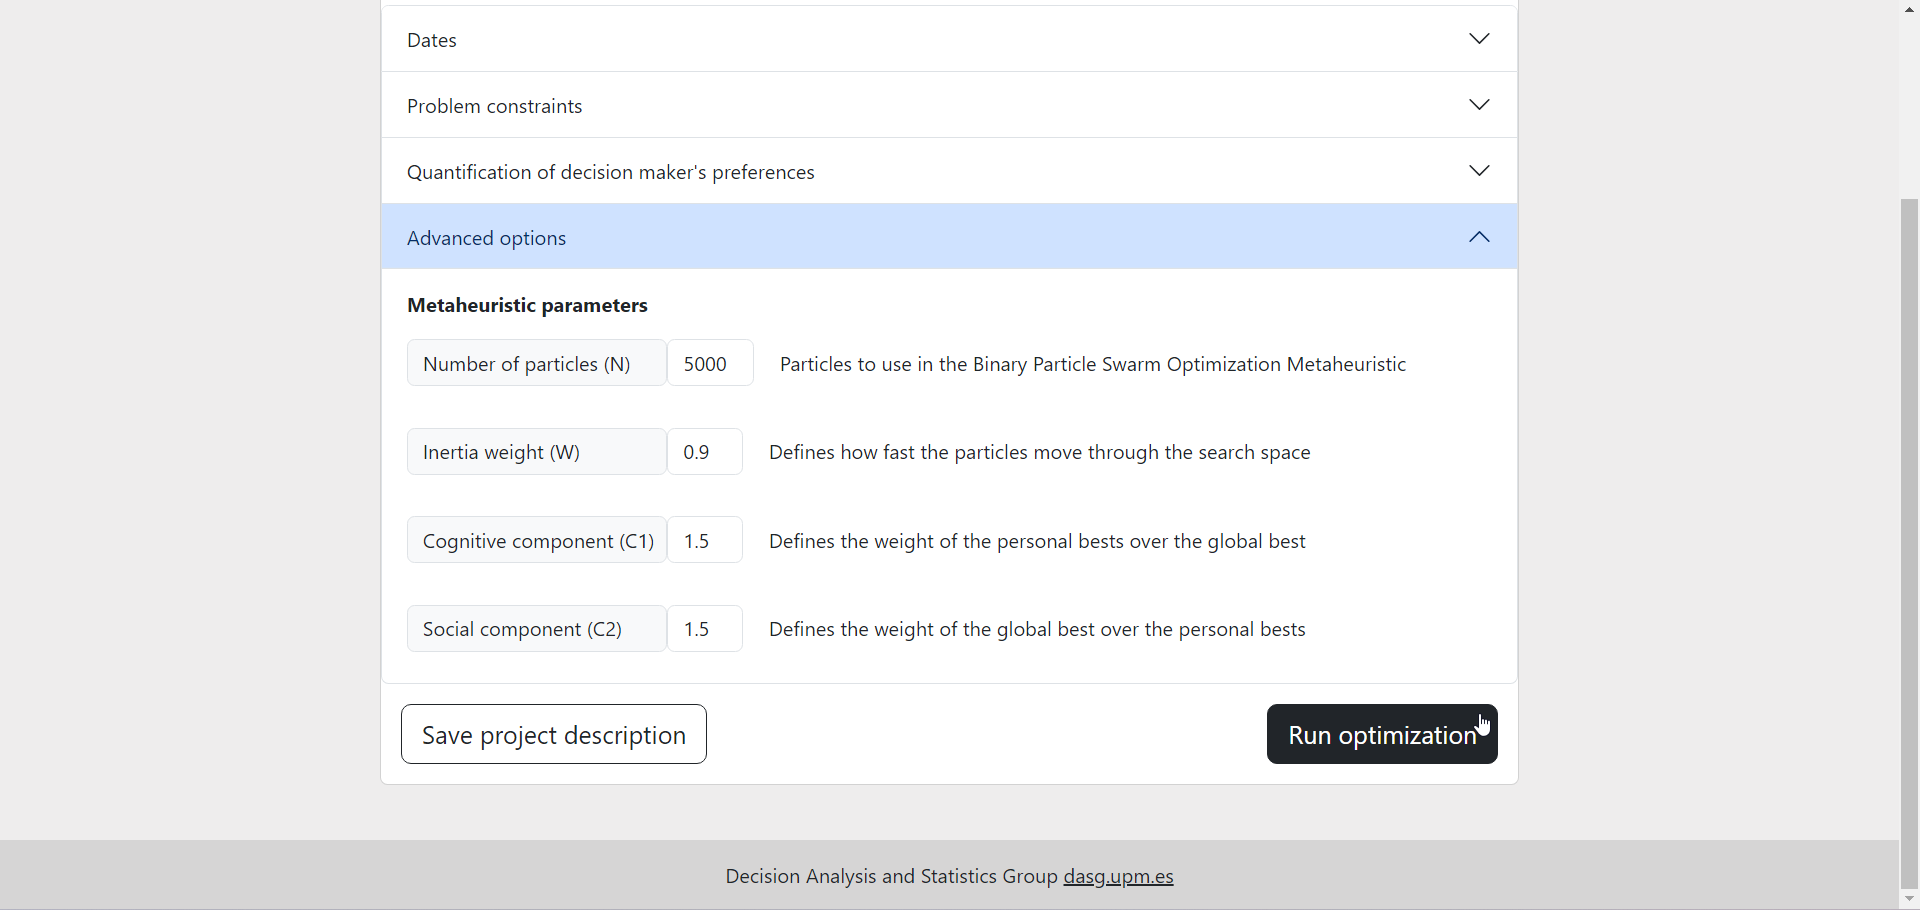 Dates
Problem constraints
Quantification of decision maker's preferences
Advanced options
Metaheuristic parameters
Number of particles (N) 5000 Particles to use in the Binary Particle Swarm Optimization Metaheuristic
Inertia weight (W) 0.9 Defines how fast the particles move through the search space
Cognitive component (C1) 1.5 Defines the weight of the personal bests over the global best
Social component (C2) 1.5 Defines the weight of the global best over the personal bests
Save project description Run optimization
Decision Analysis and Statistics Group dasg.upm.es